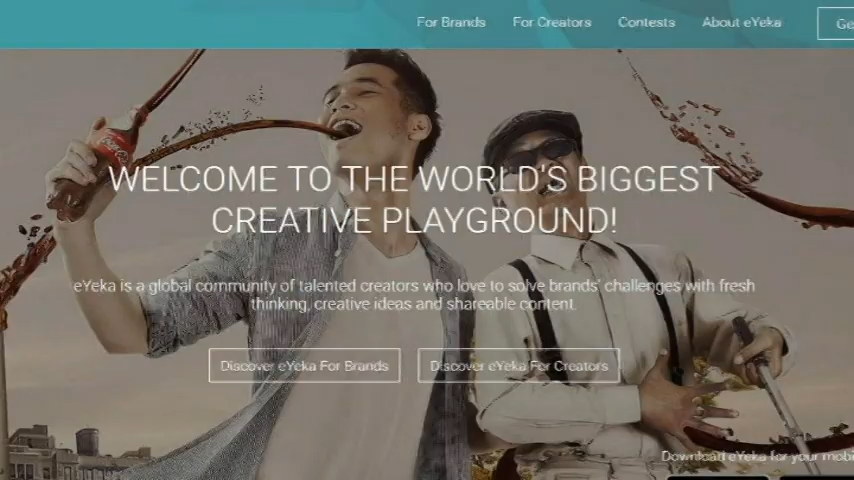 For Brands For Creators Contests About eYeka
WELCOME TO THE WORLD'S BIGGEST
CREATIVE PLAYGROUND!
eYeka is a global community of talented creators who love to solve brands' challenges with fresh
thinking, creative ideas and shareable content.
Discover eYeka For Brands Discover eYeka For Creators
Download eYeka for your